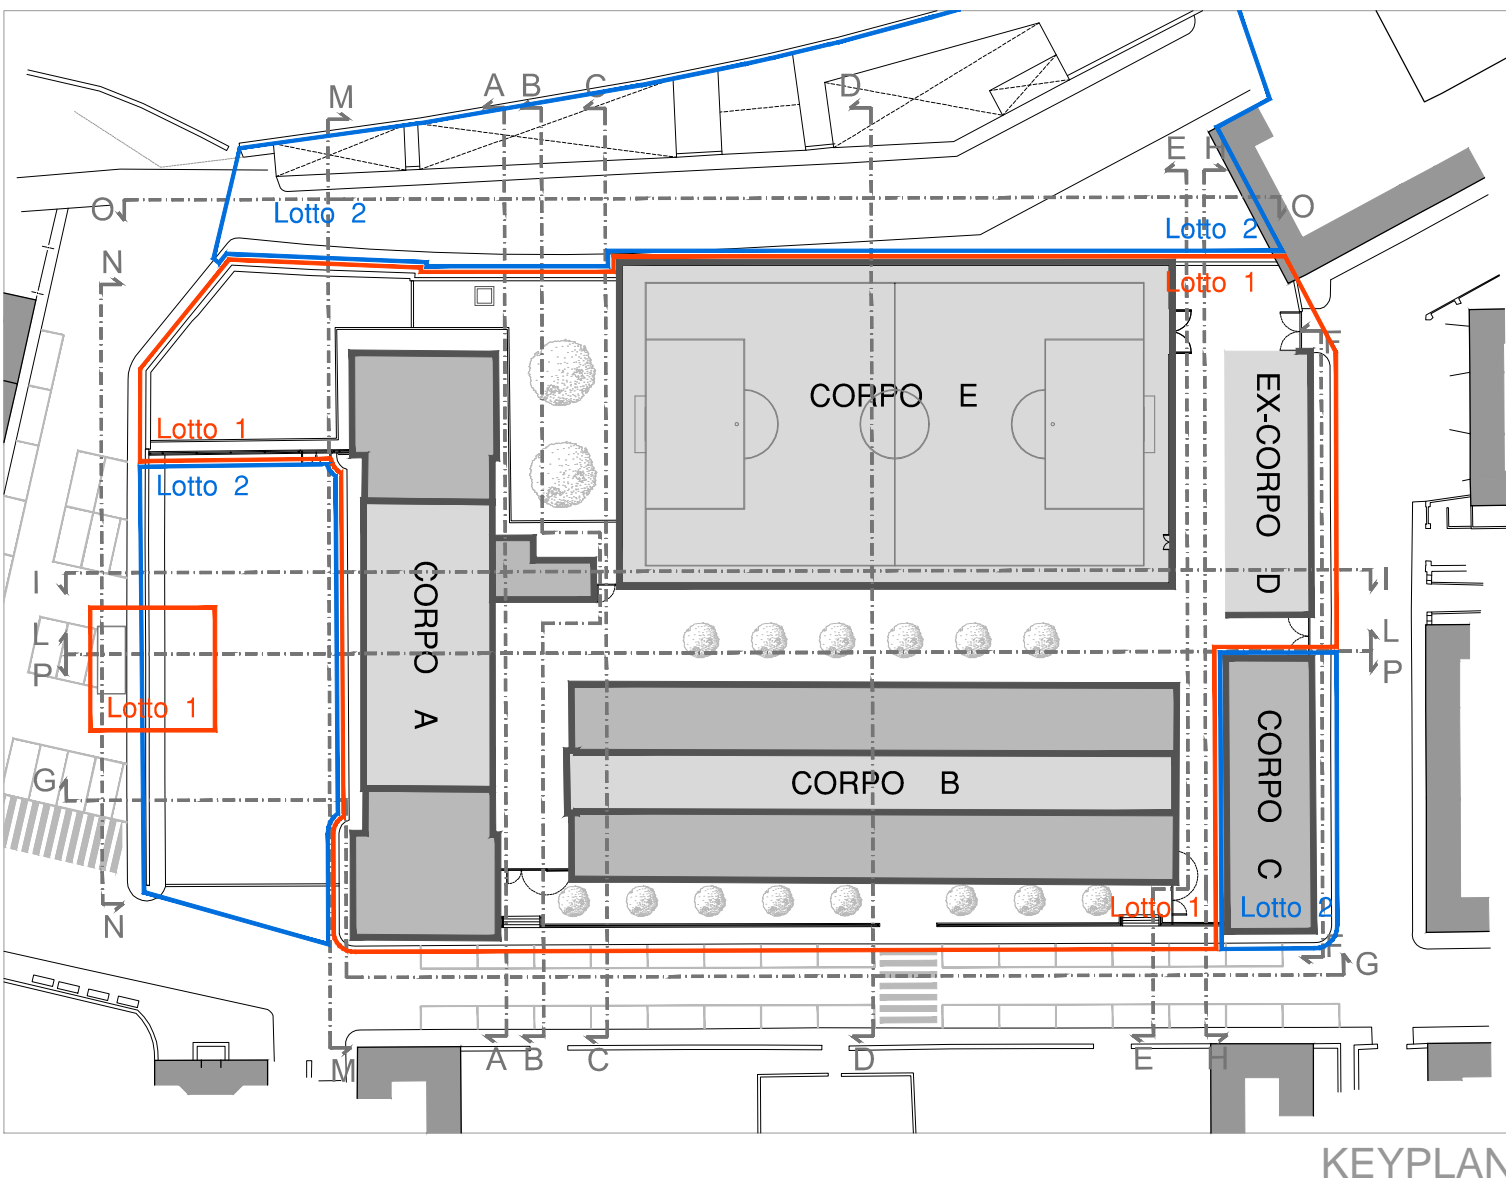 M
A
B
C
D
E
H
O
Lotto 2
Lotto 2
O
N
Lotto 1
F
CORPO E
EX-CORPO D
Lotto 1
Lotto 2
I
I
CORPO A
L
L
P
P
Lotto 1
CORPO B
CORPO C
G
Lotto 1
Lotto 2
N
F
G
M
A
B
C
D
E
H
KEYPLAN